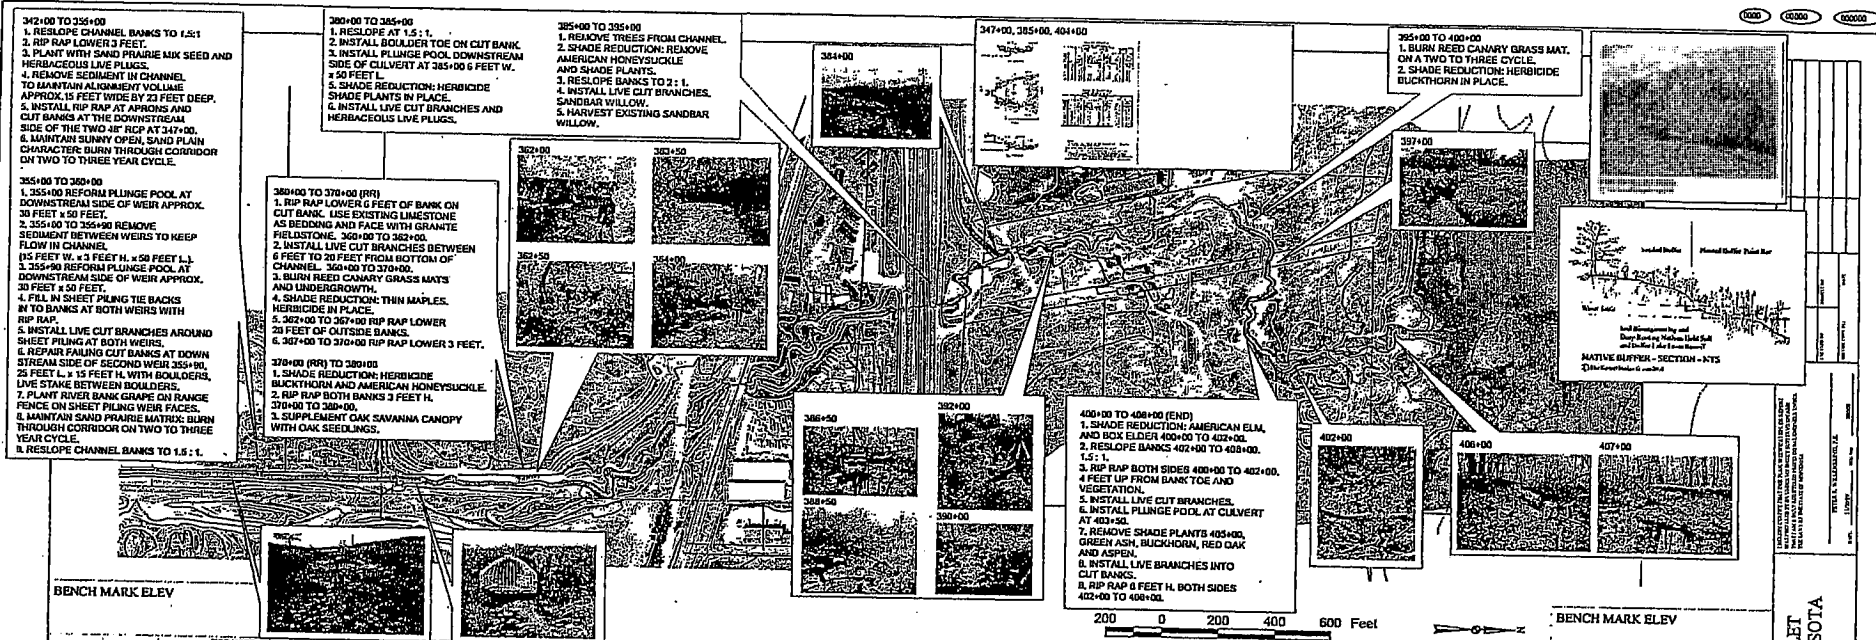 342+00 TO 355+00
1. RESLOPE CHANNEL BANKS TO 1.5:1
2. RIP RAP LOWER 3 FEET.
3. PLANT WITH SAND PRAIRIE MIX SEED AND
HERBACEOUS LIVE PLUGS.
4. REMOVE SEDIMENT IN CHANNEL
TO MAINTAIN ALIGNMENT VOLUME
APPROX.15 FEET WIDE BY 23 FEET DEEP.
5. INSTALL RIP RAP AT APRONS AND
CUT BANKS AT THE DOWNSTREAM
SIDE OF THE TWO 48" RCP AT 347+00.
6. MAINTAIN SUNNY OPEN, SAND PLAIN
CHARACTER: BURN THROUGH CORRIDOR
ON TWO TO THREE YEAR CYCLE.
355+00 TO 360+00
1. 355+00 REFORM PLUNGE POOL AT
DOWNSTREAM SIDE OF WEIR APPROX.
30 FEET x 50 FEET.
2. 355+00 TO 355+90 REMOVE
SEDIMENT BETWEEN WEIRS TO KEEP
FLOW IN CHANNEL
(15 FEET W. x 3 FEET H. x 50 FEET L.).
3. 355+90 REFORM PLUNGE POOL AT
DOWNSTREAM SIDE OF WEIR APPROX.
30 FEET x 50 FEET.
4. FILL IN SHEET PILING TIE BACKS
IN TO BANKS AT BOTH WEIRS WITH
RIP RAP.
5. INSTALL LIVE CUT BRANCHES AROUND
SHEET PILING AT BOTH WEIRS.
6. REPAIR FAILING CUT BANKS AT DOWN
STREAM SIDE OF SECOND WEIR 355+90,
25 FEET L. x 15 FEET H. WITH BOULDERS,
LIVE STAKE BETWEEN BOULDERS.
7. PLANT RIVER BANK GRAPE ON RANGE
FENCE ON SHEET PILING WEIR FACES.
8. MAINTAIN SAND PRAIRIE MATRIX: BURN
THROUGH CORRIDOR ON TWO TO THREE
YEAR CYCLE.
9. RESLOPE CHANNEL BANKS TO 1.5 : 1.
380+00 TO 385+00
1. RESLOPE AT 1.5 : 1.
2. INSTALL BOULDER TOE ON CUT BANK.
3. INSTALL PLUNGE POOL DOWNSTREAM
SIDE OF CULVERT AT 385+00 6 FEET W.
x 50 FEET L.
5. SHADE REDUCTION: HERBICIDE
SHADE PLANTS IN PLACE.
6. INSTALL LIVE CUT BRANCHES AND
HERBACEOUS LIVE PLUGS.
385+00 TO 395+00
1. REMOVE TREES FROM CHANNEL.
2. SHADE REDUCTION: REMOVE
AMERICAN HONEYSUCKLE
AND SHADE PLANTS.
3. RESLOPE BANKS TO 2 : 1.
4. INSTALL LIVE CUT BRANCHES,
SANDBAR WILLOW.
5. HARVEST EXISTING SANDBAR
WILLOW.
384+00
347+00, 385+00, 404+00
395+00 TO 400+00
1. BURN REED CANARY GRASS MAT.
ON A TWO TO THREE CYCLE.
2. SHADE REDUCTION: HERBICIDE
BUCKTHORN IN PLACE.
397+00
360+00 TO 370+00 (RR)
1. RIP RAP LOWER 6 FEET OF BANK ON
CUT BANK. USE EXISTING LIMESTONE
AS BEDDING AND FACE WITH GRANITE
FIELDSTONE. 360+00 TO 362+00.
2. INSTALL LIVE CUT BRANCHES BETWEEN
6 FEET TO 20 FEET FROM BOTTOM OF
CHANNEL. 360+00 TO 370+00.
3. BURN REED CANARY GRASS MATS
AND UNDERGROWTH.
4. SHADE REDUCTION: THIN MAPLES.
HERBICIDE IN PLACE.
5. 362+00 TO 367+00 RIP RAP LOWER
20 FEET OF OUTSIDE BANKS.
6. 367+00 TO 370+00 RIP RAP LOWER 3 FEET.
370+00 (RR) TO 380+00
1. SHADE REDUCTION: HERBICIDE
BUCKTHORN AND AMERICAN HONEYSUCKLE.
2. RIP RAP BOTH BANKS 3 FEET H.
370+00 TO 380+00.
3. SUPPLEMENT OAK SAVANNA CANOPY
WITH OAK SEEDLINGS.
362+00
363+50
362+50
364+00
Planted Buffer Point Bar
NATIVE BUFFER - SECTION - NTS
386+50
392+00
388+50
390+00
400+00 TO 408+00 (END)
1. SHADE REDUCTION: AMERICAN ELM,
AND BOX ELDER 400+00 TO 402+00.
2. RESLOPE BANKS 402+00 TO 408+00.
1.5 : 1.
3. RIP RAP BOTH SIDES 400+00 TO 402+00.
4 FEET UP FROM BANK TOE AND
VEGETATION.
5. INSTALL LIVE CUT BRANCHES.
6. INSTALL PLUNGE POOL AT CULVERT
AT 403+50.
7. REMOVE SHADE PLANTS 405+00,
GREEN ASH, BUCKHORN, RED OAK
AND ASPEN.
8. INSTALL LIVE BRANCHES INTO
CUT BANKS.
402+00 TO 408+00.
402+00
406+00
407+00
BENCH MARK ELEV
200 0 200 400 600 Feet
N
BENCH MARK ELEV